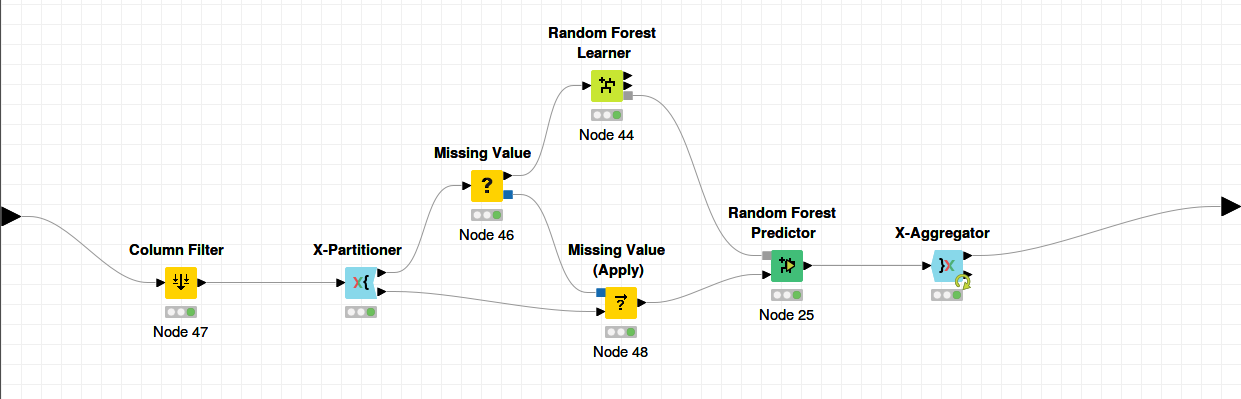 Random Forest
Learner
Node 44
Missing Value
?
Node 46
Random Forest
Predictor
Node 25
X-Aggregator
}X
Column Filter
Node 47
X-Partitioner
X{
Missing Value
(Apply)
?
Node 48